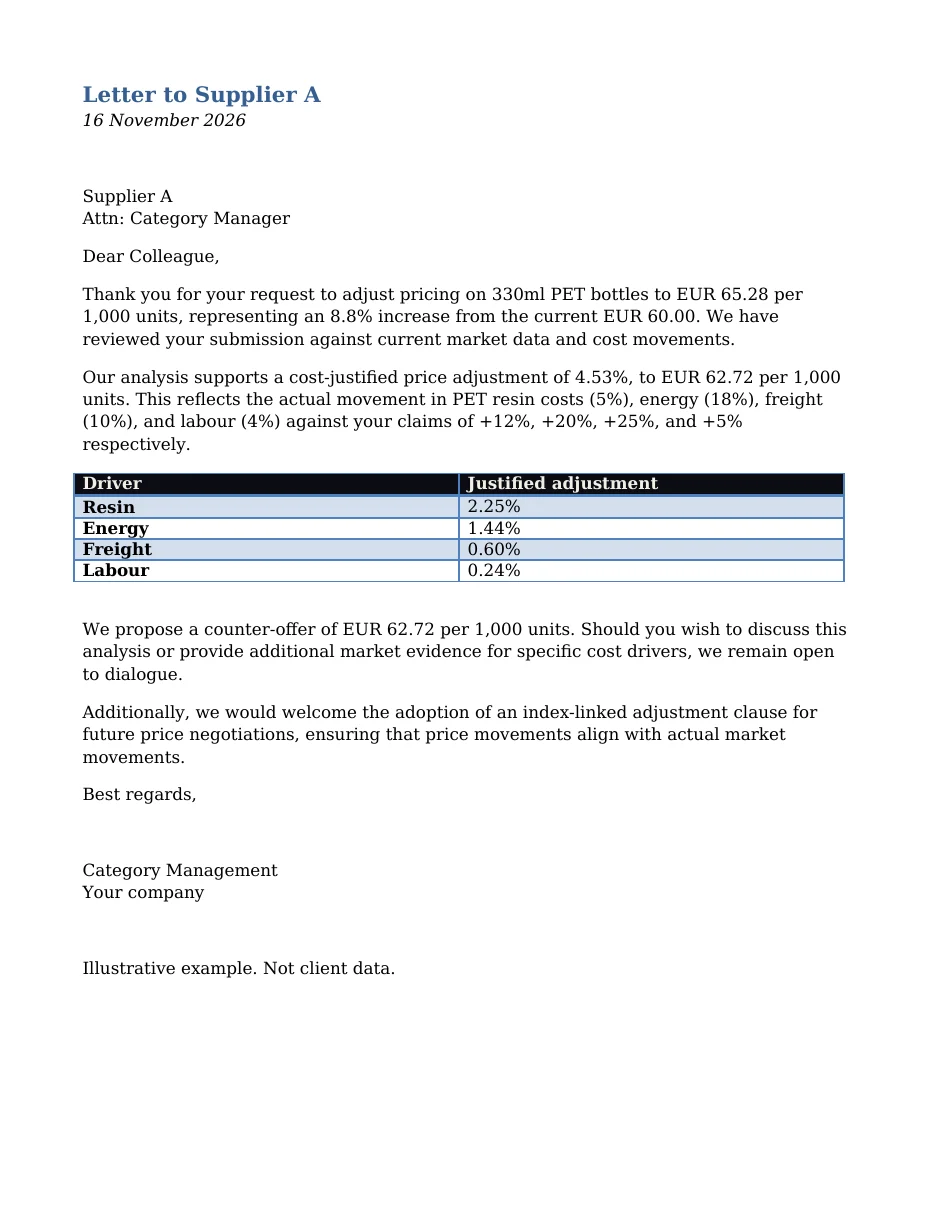 Letter to Supplier A
16 November 2026
Supplier A
Attn: Category Manager
Dear Colleague,
Thank you for your request to adjust pricing on 330ml PET bottles to EUR 65.28 per
1,000 units, representing an 8.8% increase from the current EUR 60.00. We have
reviewed your submission against current market data and cost movements.
Our analysis supports a cost-justified price adjustment of 4.53%, to EUR 62.72 per 1,000
units. This reflects the actual movement in PET resin costs (5%), energy (18%), freight
(10%), and labour (4%) against your claims of +12%, +20%, +25%, and +5%
respectively.
Driver Justified adjustment
Resin 2.25%
Energy 1.44%
Freight 0.60%
Labour 0.24%
We propose a counter-offer of EUR 62.72 per 1,000 units. Should you wish to discuss this
analysis or provide additional market evidence for specific cost drivers, we remain open
to dialogue.
Additionally, we would welcome the adoption of an index-linked adjustment clause for
future price negotiations, ensuring that price movements align with actual market
movements.
Best regards,
Category Management
Your company
Illustrative example. Not client data.